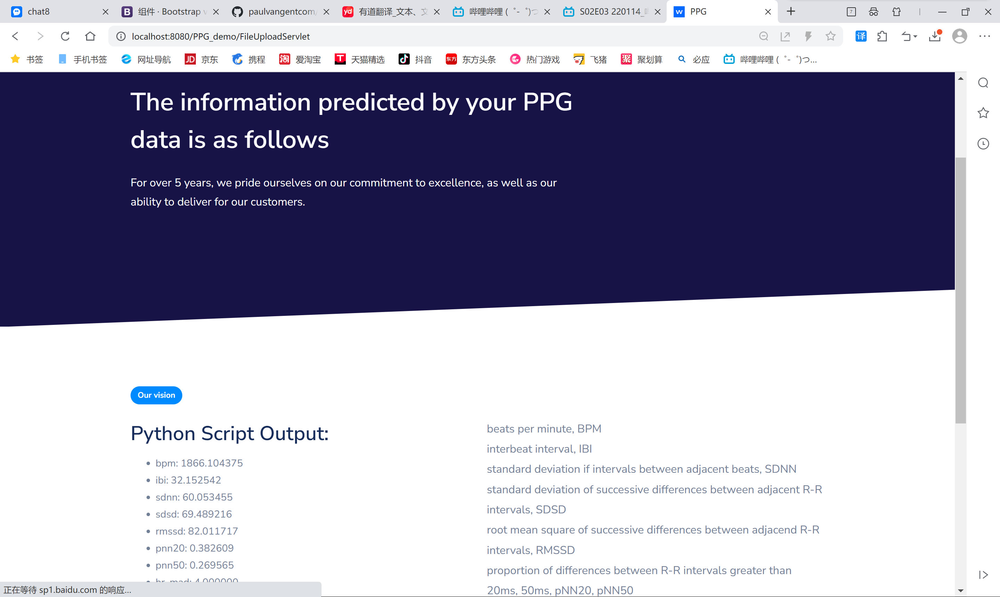 chat8
组件 · Bootstrap v
paulvangentcom/
有道翻译_文本、文
哔哩哔哩 (゜-゜)つ
S02E03 220114_哔
PPG
localhost:8080/PPG_demo/FileUploadServlet
译
书签
手机书签
网址导航
京东
携程
爱淘宝
天猫精选
抖音
东方头条
热门游戏
飞猪
聚划算
必应
哔哩哔哩 (゜-゜)つ...
The information predicted by your PPG
data is as follows
For over 5 years, we pride ourselves on our commitment to excellence, as well as our
ability to deliver for our customers.
Our vision
Python Script Output:
bpm: 1866.104375
ibi: 32.152542
sdnn: 60.053455
sdsd: 69.489216
rmssd: 82.011717
pnn20: 0.382609
pnn50: 0.269565
hr_mad: 4.000000
beats per minute, BPM
interbeat interval, IBI
standard deviation if intervals between adjacent beats, SDNN
standard deviation of successive differences between adjacent R-R
intervals, SDSD
root mean square of successive differences between adjacend R-R
intervals, RMSSD
proportion of differences between R-R intervals greater than
20ms, 50ms, pNN20, pNN50
正在等待 sp1.baidu.com 的响应...